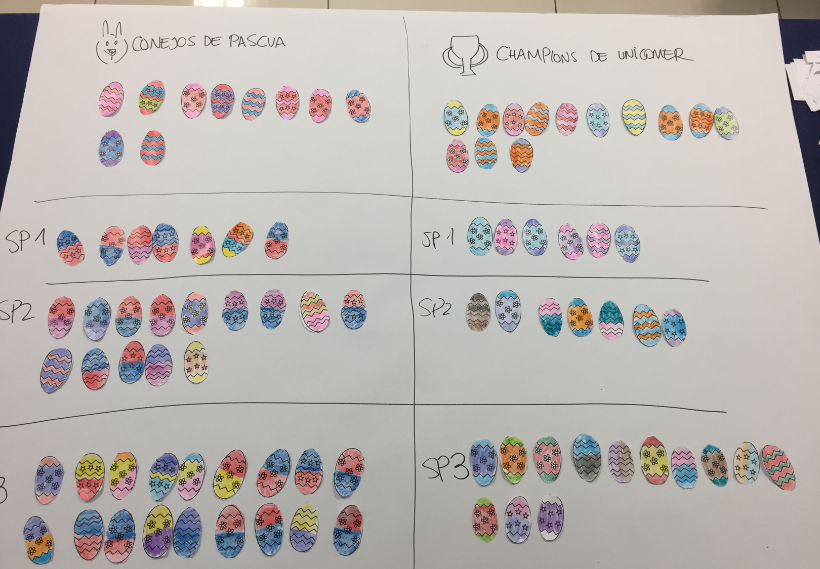 CONEJOS DE PASCUA
CHAMPIONS DE UNICOMER
SP1
SP1
SP2
SP2
3
SP3